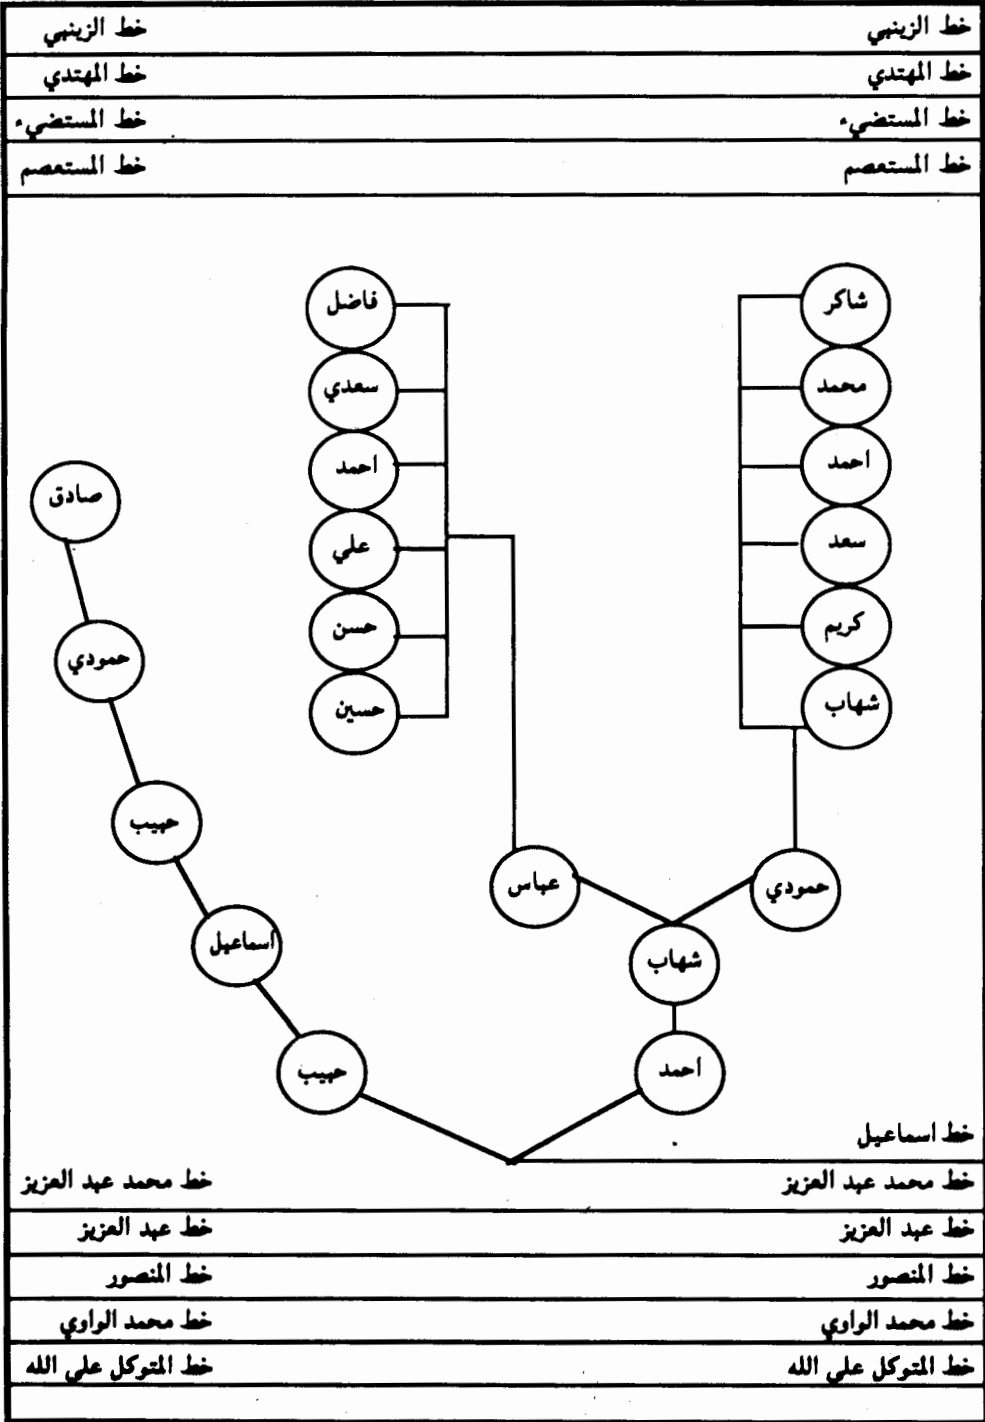 خط الزينبي خط الزينبي
خط المهتدي خط المهتدي
خط المستضيء خط المستضيء
خط المستعصم خط المستعصم
شاكر فاضل
محمد سعدي
احمد احمد صادق
سعد علي
كريم حسن حمودي
شهاب حسين
حبيب
حمودي عباس
شهاب اسماعيل
احمد حبيب
خط اسماعيل
خط محمد عبد العزيز خط محمد عبد العزيز
خط عبد العزيز خط عبد العزيز
خط المنصور خط المنصور
خط محمد الواوي خط محمد الواوي
خط المتوكل على الله خط المتوكل على الله